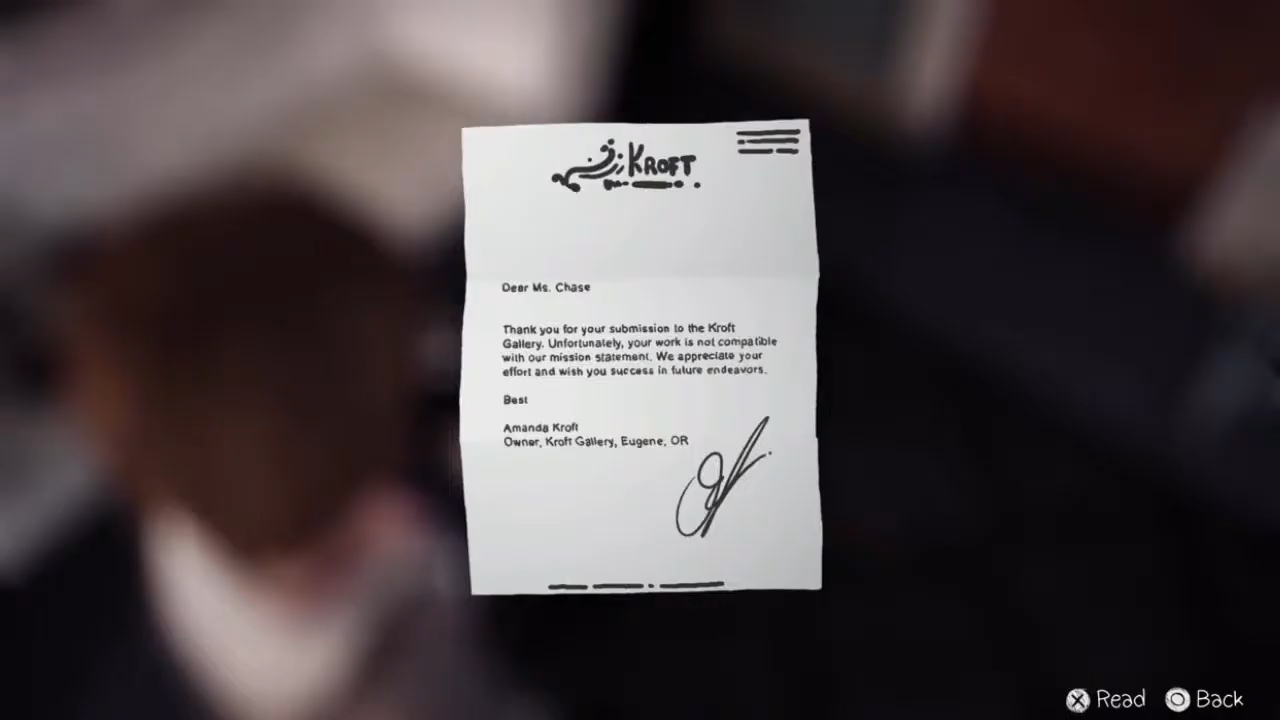 KROFT
Dear Ms. Chase
Thank you for your submission to the Kroft
Gallery. Unfortunately, your work is not compatible
with our mission statement. We appreciate your
effort and wish you success in future endeavors.
Best
Amanda Kroft
Owner, Kroft Gallery, Eugene, OR
Read Back